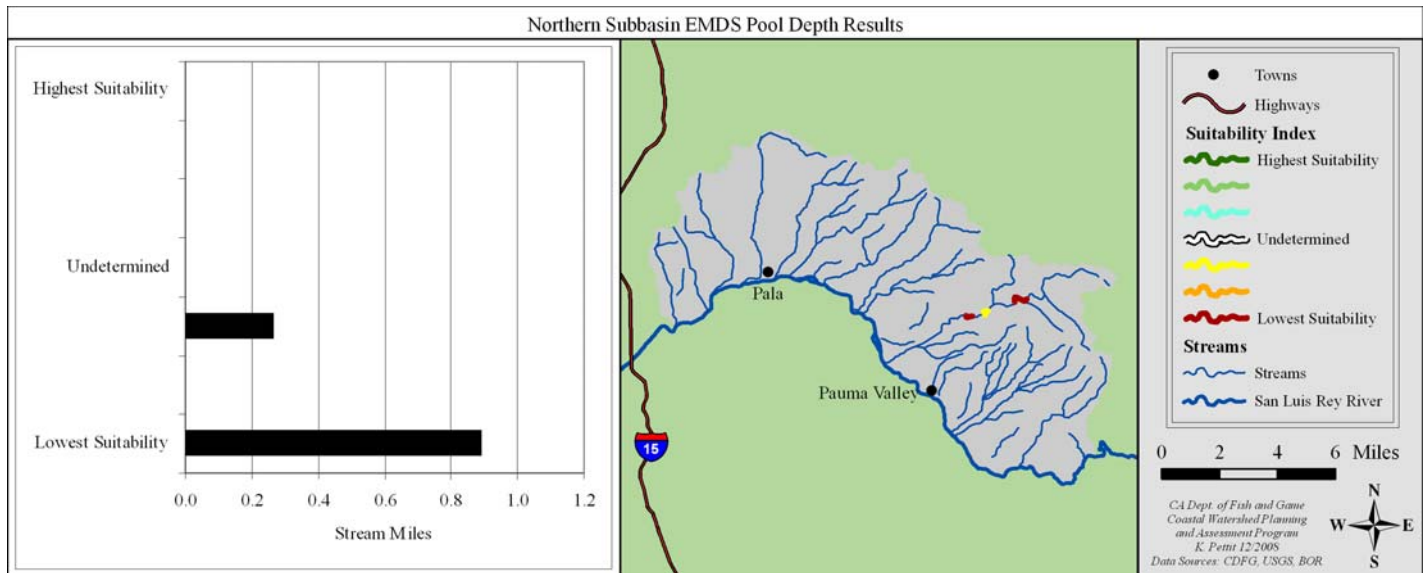 Northern Subbasin EMDS Pool Depth Results
Highest Suitability
Undetermined
Lowest Suitability
0.0 0.2 0.4 0.6 0.8 1.0 1.2
Stream Miles
Pala
Pauma Valley
15
Towns
Highways
Suitability Index
Highest Suitability
Undetermined
Lowest Suitability
Streams
Streams
San Luis Rey River
0 2 4 6 Miles
CA Dept. of Fish and Game
Coastal Watershed Planning
and Assessment Program
K. Pettit 12/2008
Data Sources: CDFG, USGS, BOR
N
W E
S